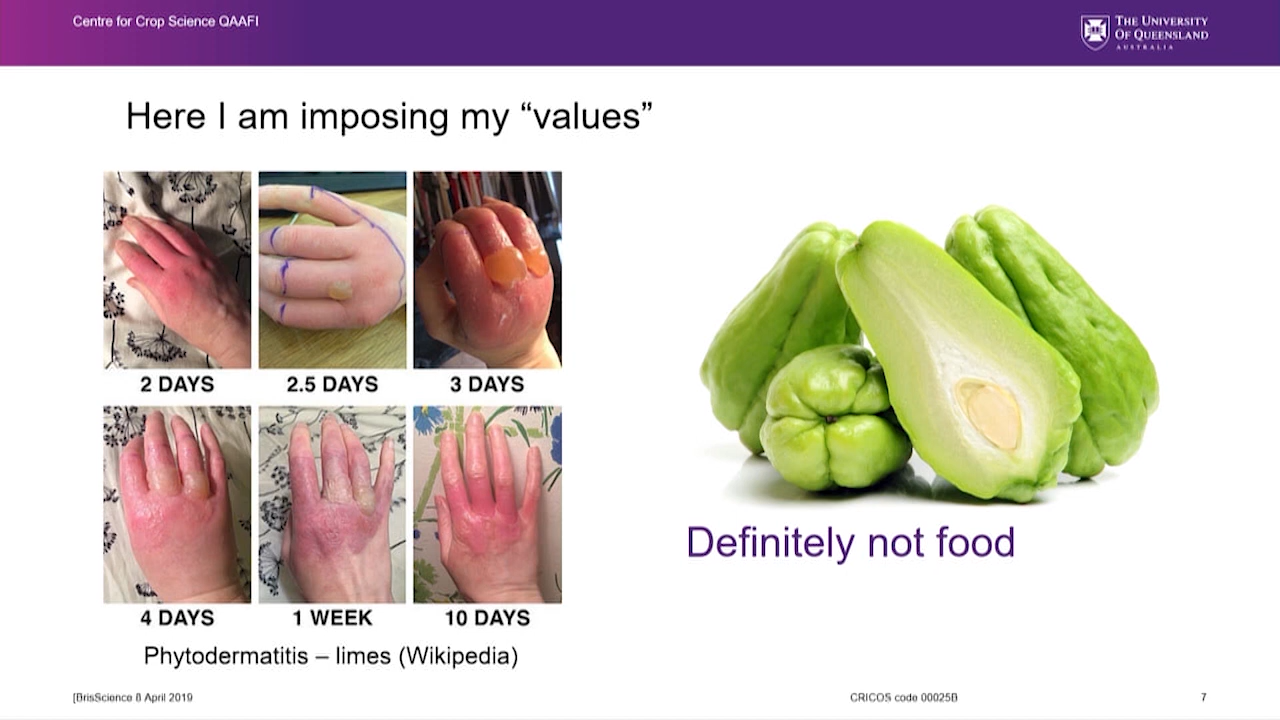 Centre for Crop Science QAAFI
THE UNIVERSITY
OF QUEENSLAND
AUSTRALIA
Here I am imposing my “values”
2 DAYS
2.5 DAYS
3 DAYS
4 DAYS
1 WEEK
10 DAYS
Phytodermatitis – limes (Wikipedia)
Definitely not food
[BrisScience 8 April 2019
CRICOS code 00025B
7